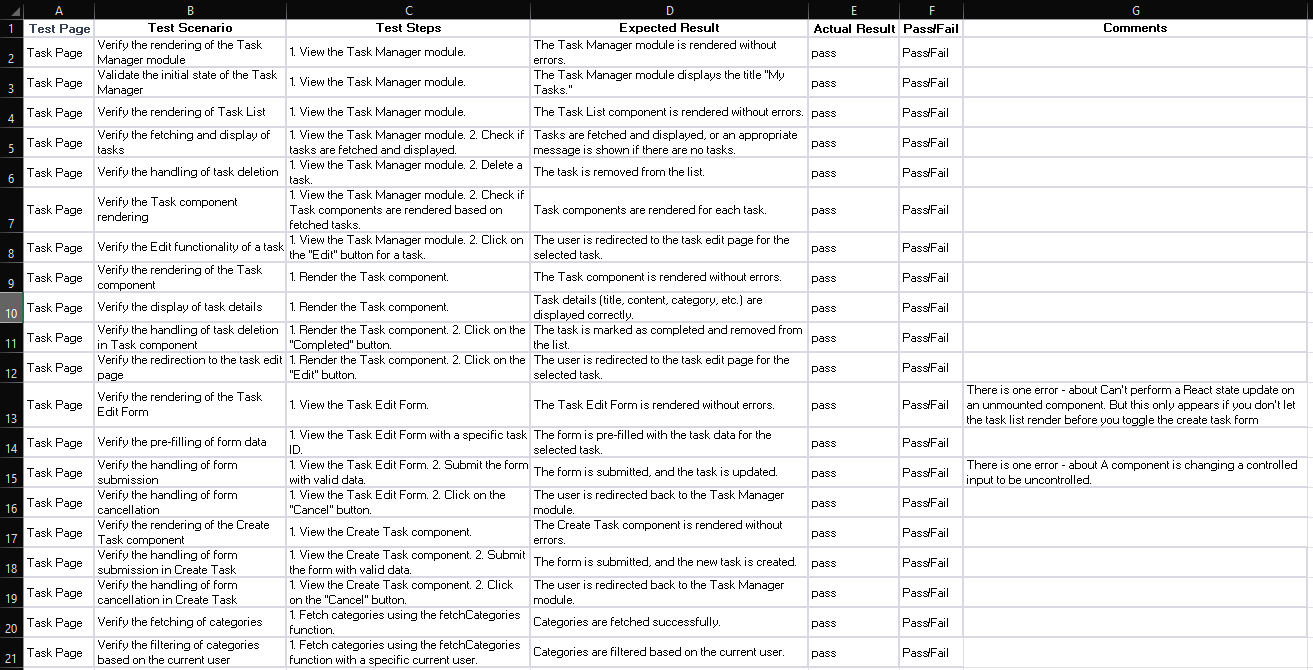 A B C D E F G
1 Test Page Test Scenario Test Steps Expected Result Actual Result Pass/Fail Comments
2 Task Page Verify the rendering of the Task Manager module 1. View the Task Manager module. The Task Manager module is rendered without errors. pass Pass/Fail
3 Task Page Validate the initial state of the Task Manager 1. View the Task Manager module. The Task Manager module displays the title "My Tasks." pass Pass/Fail
4 Task Page Verify the rendering of Task List 1. View the Task Manager module. The Task List component is rendered without errors. pass Pass/Fail
5 Task Page Verify the fetching and display of tasks 1. View the Task Manager module. 2. Check if tasks are fetched and displayed. Tasks are fetched and displayed, or an appropriate message is shown if there are no tasks. pass Pass/Fail
6 Task Page Verify the handling of task deletion 1. View the Task Manager module. 2. Delete a task. The task is removed from the list. pass Pass/Fail
7 Task Page Verify the Task component rendering 1. View the Task Manager module. 2. Check if Task components are rendered based on fetched tasks. Task components are rendered for each task. pass Pass/Fail
8 Task Page Verify the Edit functionality of a task 1. View the Task Manager module. 2. Click on the "Edit" button for a task. The user is redirected to the task edit page for the selected task. pass Pass/Fail
9 Task Page Verify the rendering of the Task component 1. Render the Task component. The Task component is rendered without errors. pass Pass/Fail
10 Task Page Verify the display of task details 1. Render the Task component. Task details (title, content, category, etc.) are displayed correctly. pass Pass/Fail
11 Task Page Verify the handling of task deletion in Task component 1. Render the Task component. 2. Click on the "Completed" button. The task is marked as completed and removed from the list. pass Pass/Fail
12 Task Page Verify the redirection to the task edit page 1. Render the Task component. 2. Click on the "Edit" button. The user is redirected to the task edit page for the selected task. pass Pass/Fail
13 Task Page Verify the rendering of the Task Edit Form 1. View the Task Edit Form. The Task Edit Form is rendered without errors. pass Pass/Fail There is one error - about Can't perform a React state update on an unmounted component. But this only appears if you don't let the task list render before you toggle the create task form
14 Task Page Verify the pre-filling of form data 1. View the Task Edit Form with a specific task ID. The form is pre-filled with the task data for the selected task. pass Pass/Fail
15 Task Page Verify the handling of form submission 1. View the Task Edit Form. 2. Submit the form with valid data. The form is submitted, and the task is updated. pass Pass/Fail There is one error - about A component is changing a controlled input to be uncontrolled.
16 Task Page Verify the handling of form cancellation 1. View the Task Edit Form. 2. Click on the "Cancel" button. The user is redirected back to the Task Manager module. pass Pass/Fail
17 Task Page Verify the rendering of the Create Task component 1. View the Create Task component. The Create Task component is rendered without errors. pass Pass/Fail
18 Task Page Verify the handling of form submission in Create Task 1. View the Create Task component. 2. Submit the form with valid data. The form is submitted, and the new task is created. pass Pass/Fail
19 Task Page Verify the handling of form cancellation in Create Task 1. View the Create Task component. 2. Click on the "Cancel" button. The user is redirected back to the Task Manager module. pass Pass/Fail
20 Task Page Verify the fetching of categories 1. Fetch categories using the fetchCategories function. Categories are fetched successfully. pass Pass/Fail
21 Task Page Verify the filtering of categories based on the current user 1. Fetch categories using the fetchCategories function with a specific current user. Categories are filtered based on the current user. pass Pass/Fail